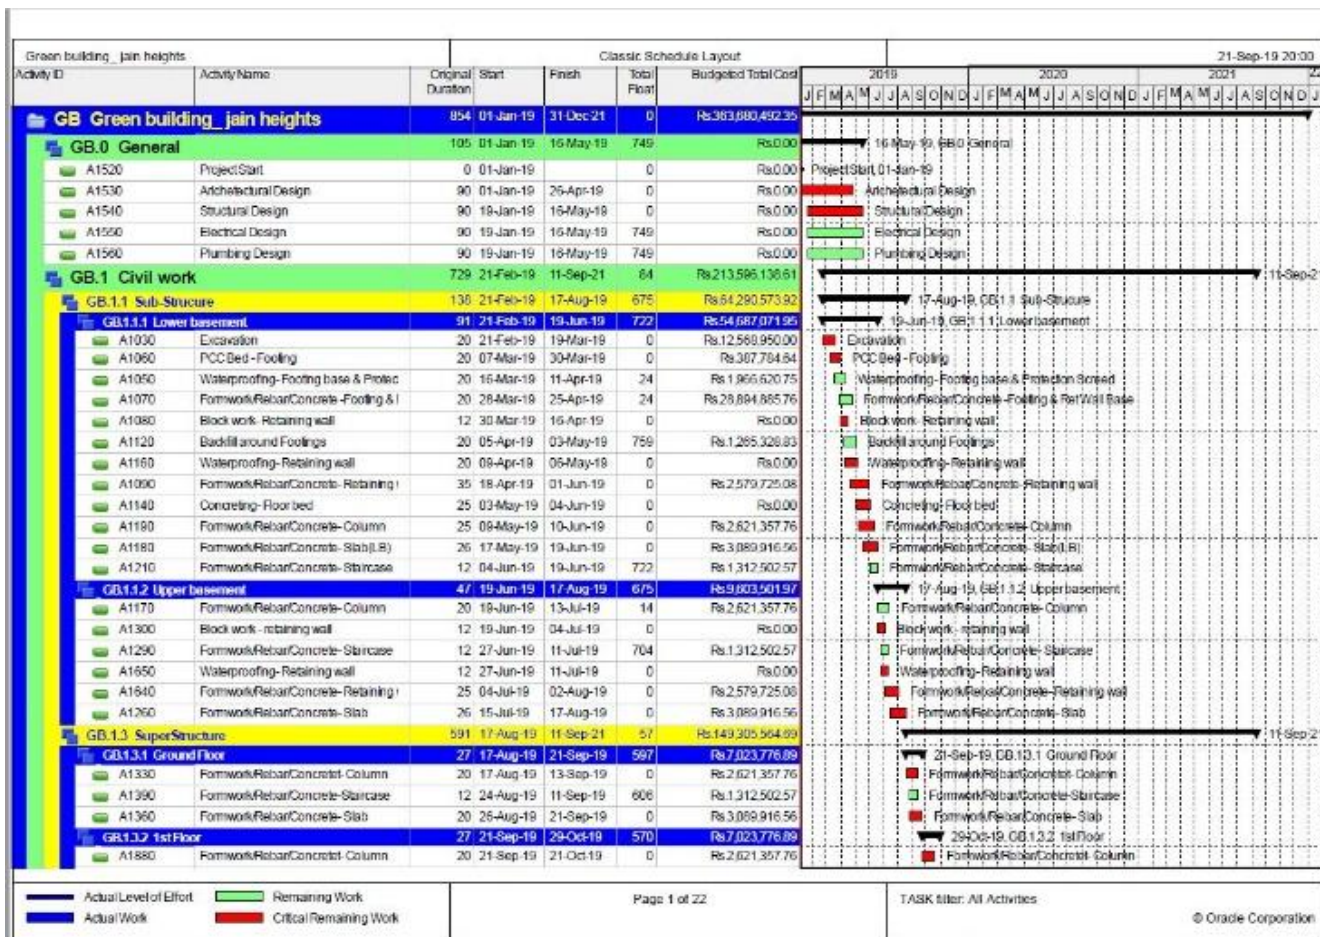 Green building_ jain heights Classic Schedule Layout 21-Sep-19 20:00
Activity ID Activity Name Original Duration Start Finish Total Float Budgeted Total Cost 2019 2020 2021
J F M A M J J A S O N D J F M A M J J A S O N D J F M A M J J A S O N D J
GB Green building_ jain heights 854 01-Jan-19 31-Dec-21 0 Rs.363,680,492.35
GB.0 General 105 01-Jan-19 16-May-19 749 Rs.0.00 16-May-19, GB.0 General
A1520 Project Start 0 01-Jan-19 0 Rs.0.00 Project Start, 01-Jan-19
A1530 Archetectural Design 90 01-Jan-19 26-Apr-19 0 Rs.0.00 Archetectural Design
A1540 Structural Design 90 19-Jan-19 16-May-19 0 Rs.0.00 Structural Design
A1550 Electrical Design 90 19-Jan-19 16-May-19 749 Rs.0.00 Electrical Design
A1560 Plumbing Design 90 19-Jan-19 16-May-19 749 Rs.0.00 Plumbing Design
GB.1 Civil work 729 21-Feb-19 11-Sep-21 84 Rs.213,596,138.61 11-Sep-21
GB.1.1 Sub-Strucure 138 21-Feb-19 17-Aug-19 675 Rs.64,290,573.92 17-Aug-19, GB.1.1 Sub-Strucure
GB.1.1.1 Lower basement 91 21-Feb-19 19-Jun-19 722 Rs.54,687,071.95 19-Jun-19, GB.1.1.1 Lower basement
A1030 Excavation 20 21-Feb-19 19-Mar-19 0 Rs.12,568,950.00 Excavation
A1060 PCC Bed - Footing 20 07-Mar-19 30-Mar-19 0 Rs.387,784.64 PCC Bed - Footing
A1050 Waterproofing- Footing base & Protec 20 16-Mar-19 11-Apr-19 24 Rs.1,966,620.75 Waterproofing- Footing base & Protection Screed
A1070 Formwork/Rebar/Concrete -Footing & 20 28-Mar-19 25-Apr-19 24 Rs.28,894,885.76 Formwork/Rebar/Concrete -Footing & Ret Wall Base
A1080 Block work- Retaining wall 12 30-Mar-19 16-Apr-19 0 Rs.0.00 Block work- Retaining wall
A1120 Backfill around Footings 20 05-Apr-19 03-May-19 759 Rs.1,265,328.83 Backfill around Footings
A1160 Waterproofing- Retaining wall 20 09-Apr-19 06-May-19 0 Rs.0.00 Waterproofing- Retaining wall
A1090 Formwork/Rebar/Concrete- Retaining 35 18-Apr-19 01-Jun-19 0 Rs.2,579,725.08 Formwork/Rebar/Concrete- Retaining wall
A1140 Concreting- Floor bed 25 03-May-19 04-Jun-19 0 Rs.0.00 Concreting- Floor bed
A1190 Formwork/Rebar/Concrete- Column 25 09-May-19 10-Jun-19 0 Rs.2,621,357.76 Formwork/Rebar/Concrete- Column
A1180 Formwork/Rebar/Concrete- Slab(LB) 26 17-May-19 19-Jun-19 0 Rs.3,089,916.56 Formwork/Rebar/Concrete- Slab(LB)
A1210 Formwork/Rebar/Concrete- Staircase 12 04-Jun-19 19-Jun-19 722 Rs.1,312,502.57 Formwork/Rebar/Concrete- Staircase
GB.1.1.2 Upper basement 47 19-Jun-19 17-Aug-19 675 Rs.9,603,501.97 17-Aug-19, GB.1.1.2 Upper basement
A1170 Formwork/Rebar/Concrete- Column 20 19-Jun-19 13-Jul-19 14 Rs.2,621,357.76 Formwork/Rebar/Concrete- Column
A1300 Block work - retaining wall 12 19-Jun-19 04-Jul-19 0 Rs.0.00 Block work - retaining wall
A1290 Formwork/Rebar/Concrete- Staircase 12 27-Jun-19 11-Jul-19 704 Rs.1,312,502.57 Formwork/Rebar/Concrete- Staircase
A1650 Waterproofing- Retaining wall 12 27-Jun-19 11-Jul-19 0 Rs.0.00 Waterproofing- Retaining wall
A1640 Formwork/Rebar/Concrete- Retaining 25 04-Jul-19 02-Aug-19 0 Rs.2,579,725.08 Formwork/Rebar/Concrete- Retaining wall
A1260 Formwork/Rebar/Concrete- Slab 26 15-Jul-19 17-Aug-19 0 Rs.3,089,916.56 Formwork/Rebar/Concrete- Slab
GB.1.3 SuperStructure 591 17-Aug-19 11-Sep-21 57 Rs.149,305,564.69 11-Sep-21
GB.1.3.1 Ground Floor 27 17-Aug-19 21-Sep-19 597 Rs.7,023,776.89 21-Sep-19, GB.1.3.1 Ground Floor
A1330 Formwork/Rebar/Concretet- Column 20 17-Aug-19 13-Sep-19 0 Rs.2,621,357.76 Formwork/Rebar/Concretet- Column
A1390 Formwork/Rebar/Concrete-Staircase 12 24-Aug-19 11-Sep-19 606 Rs.1,312,502.57 Formwork/Rebar/Concrete-Staircase
A1360 Formwork/Rebar/Concrete- Slab 20 26-Aug-19 21-Sep-19 0 Rs.3,089,916.56 Formwork/Rebar/Concrete- Slab
GB.1.3.2 1st Floor 27 21-Sep-19 29-Oct-19 570 Rs.7,023,776.89 29-Oct-19, GB.1.3.2 1st Floor
A1880 Formwork/Rebar/Concretet- Column 20 21-Sep-19 21-Oct-19 0 Rs.2,621,357.76 Formwork/Rebar/Concretet- Column
Actual Level of Effort Remaining Work Page 1 of 22 TASK filter: All Activities
Actual Work Critical Remaining Work © Oracle Corporation